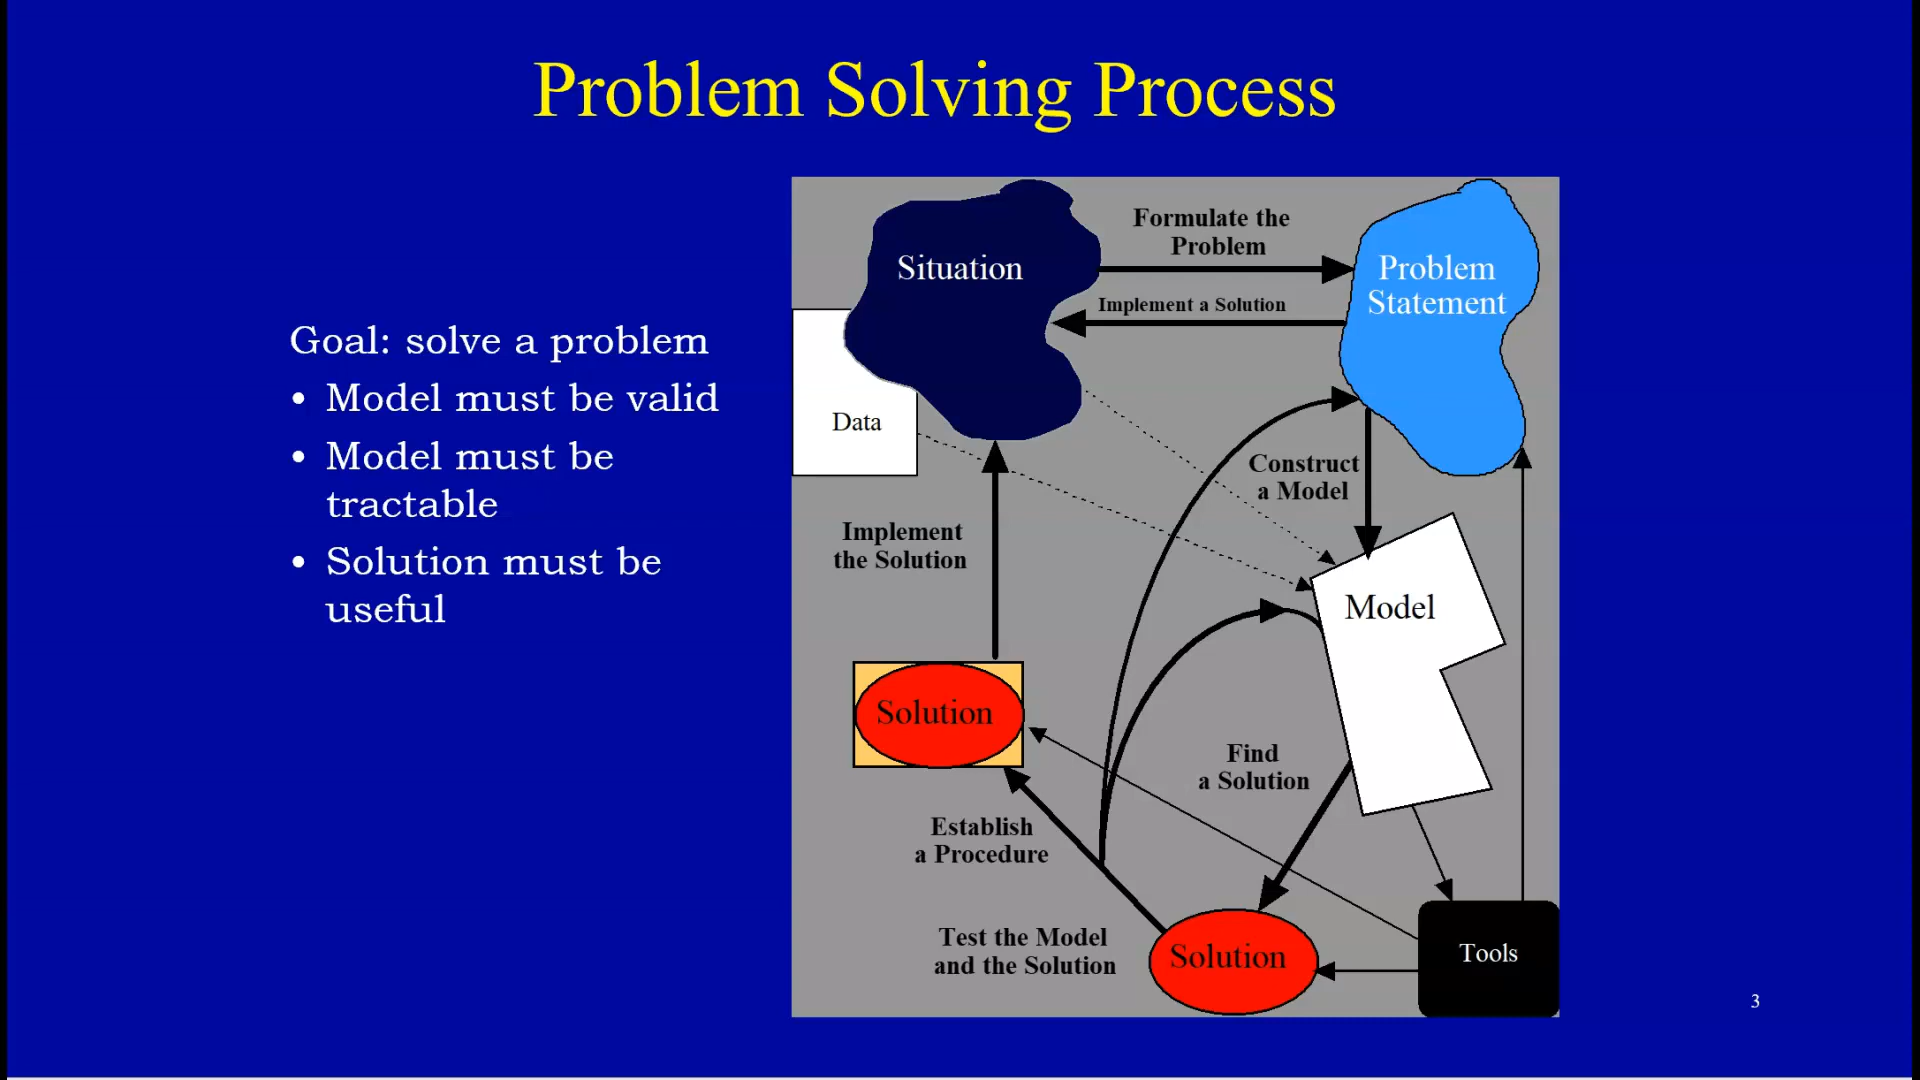 Problem Solving Process
Goal: solve a problem
• Model must be valid
• Model must be
tractable
• Solution must be
useful
Situation
Formulate the
Problem
Implement a Solution
Problem
Statement
Data
Construct
a Model
Implement
the Solution
Model
Solution
Find
a Solution
Establish
a Procedure
Test the Model
and the Solution
Solution
Tools
3